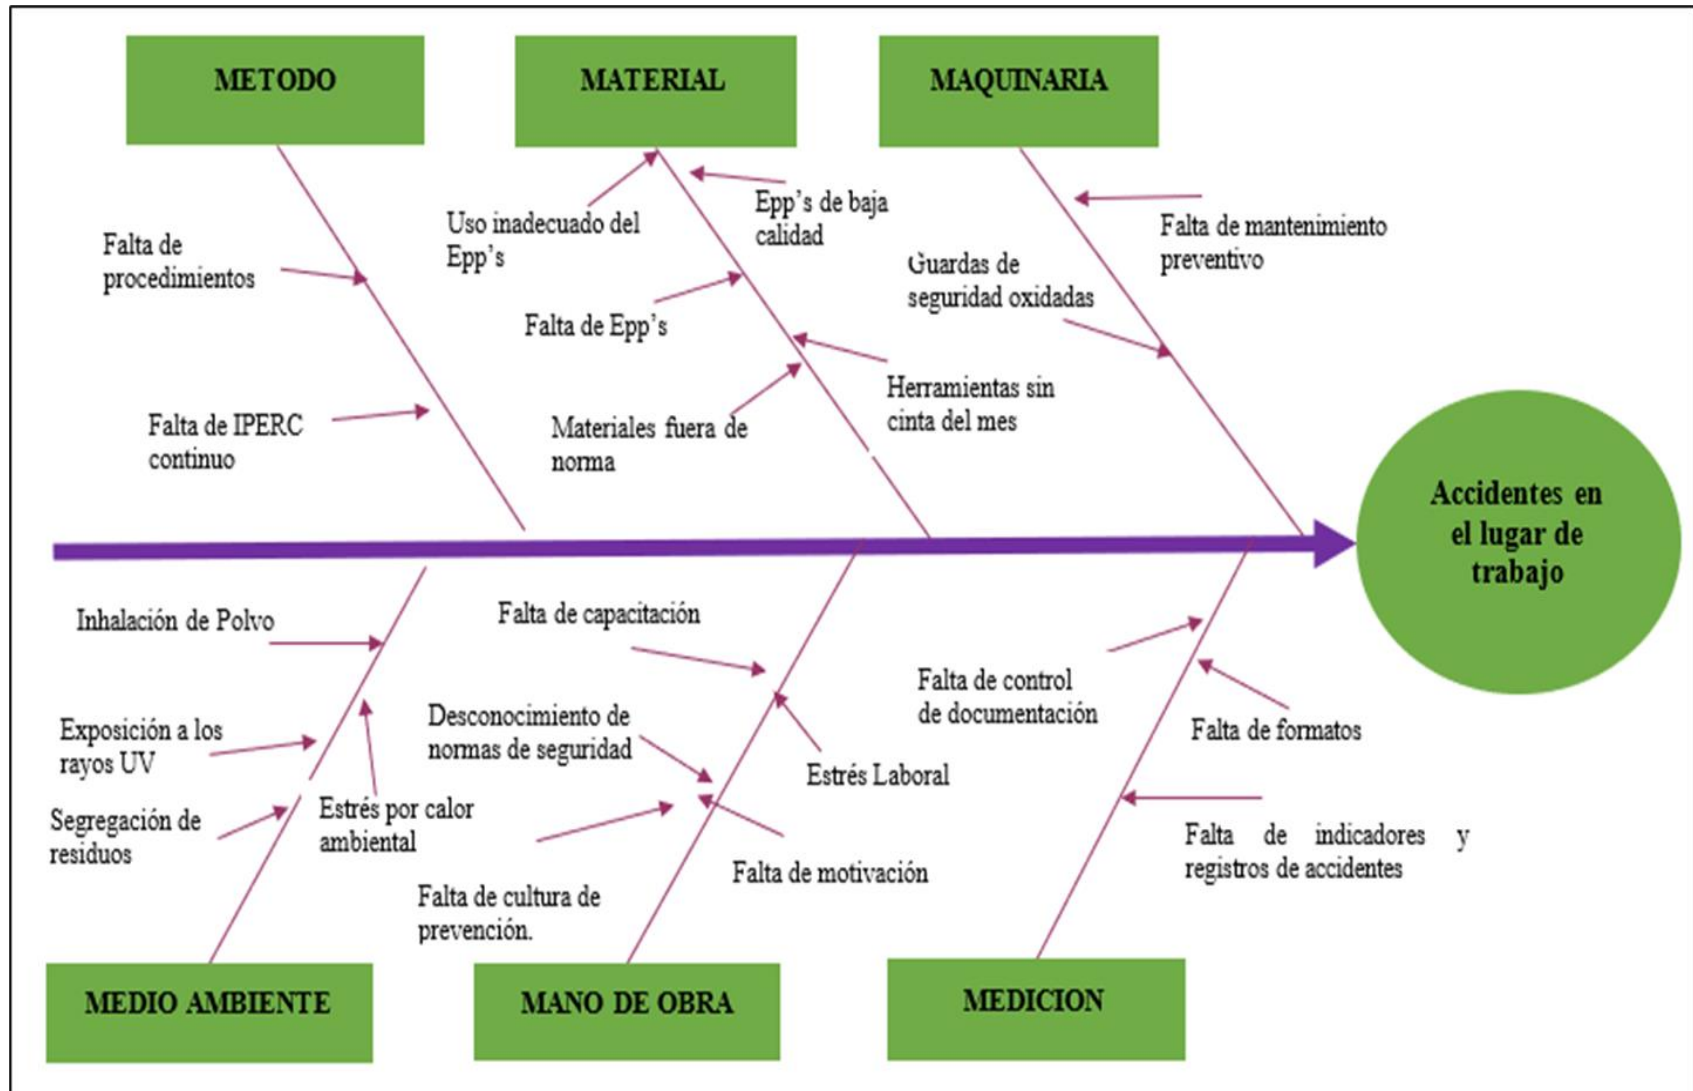 METODO
MATERIAL
MAQUINARIA
Falta de
procedimientos
Falta de IPERC
continuo
Uso inadecuado del
Epp's
Epp's de baja
calidad
Falta de Epp's
Materiales fuera de
norma
Herramientas sin
cinta del mes
Falta de mantenimiento
preventivo
Guardas de
seguridad oxidadas
Accidentes en
el lugar de
trabajo
Inhalación de Polvo
Exposición a los
rayos UV
Segregación de
residuos
Estrés por calor
ambiental
Falta de capacitación
Desconocimiento de
normas de seguridad
Estrés Laboral
Falta de cultura de
prevención.
Falta de motivación
Falta de control
de documentación
Falta de formatos
Falta de indicadores y
registros de accidentes
MEDIO AMBIENTE
MANO DE OBRA
MEDICION